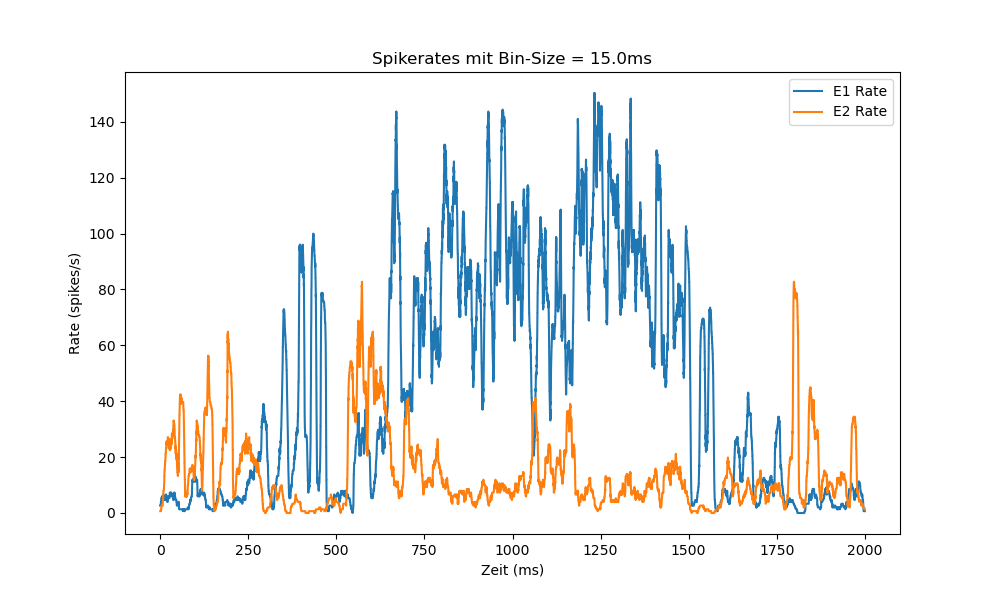 Spikerates mit Bin-Size = 15.0ms
E1 Rate
E2 Rate
140
120
100
80
60
40
20
0
Rate (spikes/s)
0 250 500 750 1000 1250 1500 1750 2000
Zeit (ms)